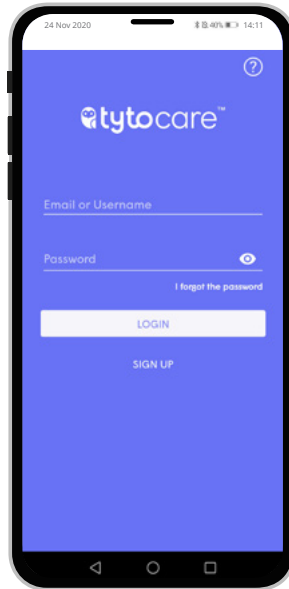 24 Nov 2020 40% 14:11
?
tytocare™
Email or Username
Password
I forgot the password
LOGIN
SIGN UP